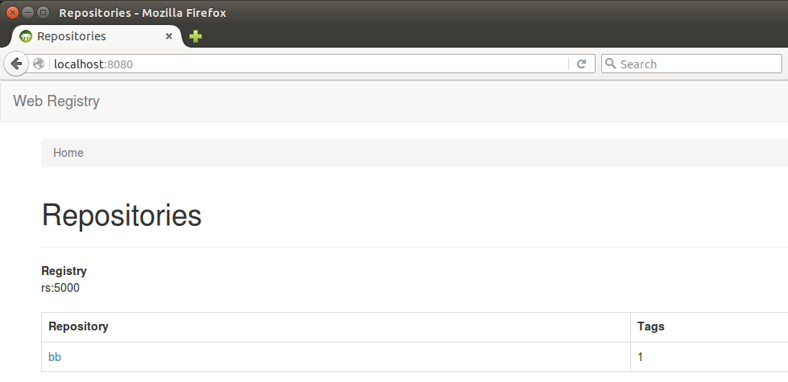 Repositories - Mozilla Firefox
Repositories
localhost:8080
Search
Web Registry
Home
Repositories
Registry
rs:5000
Repository Tags
bb 1